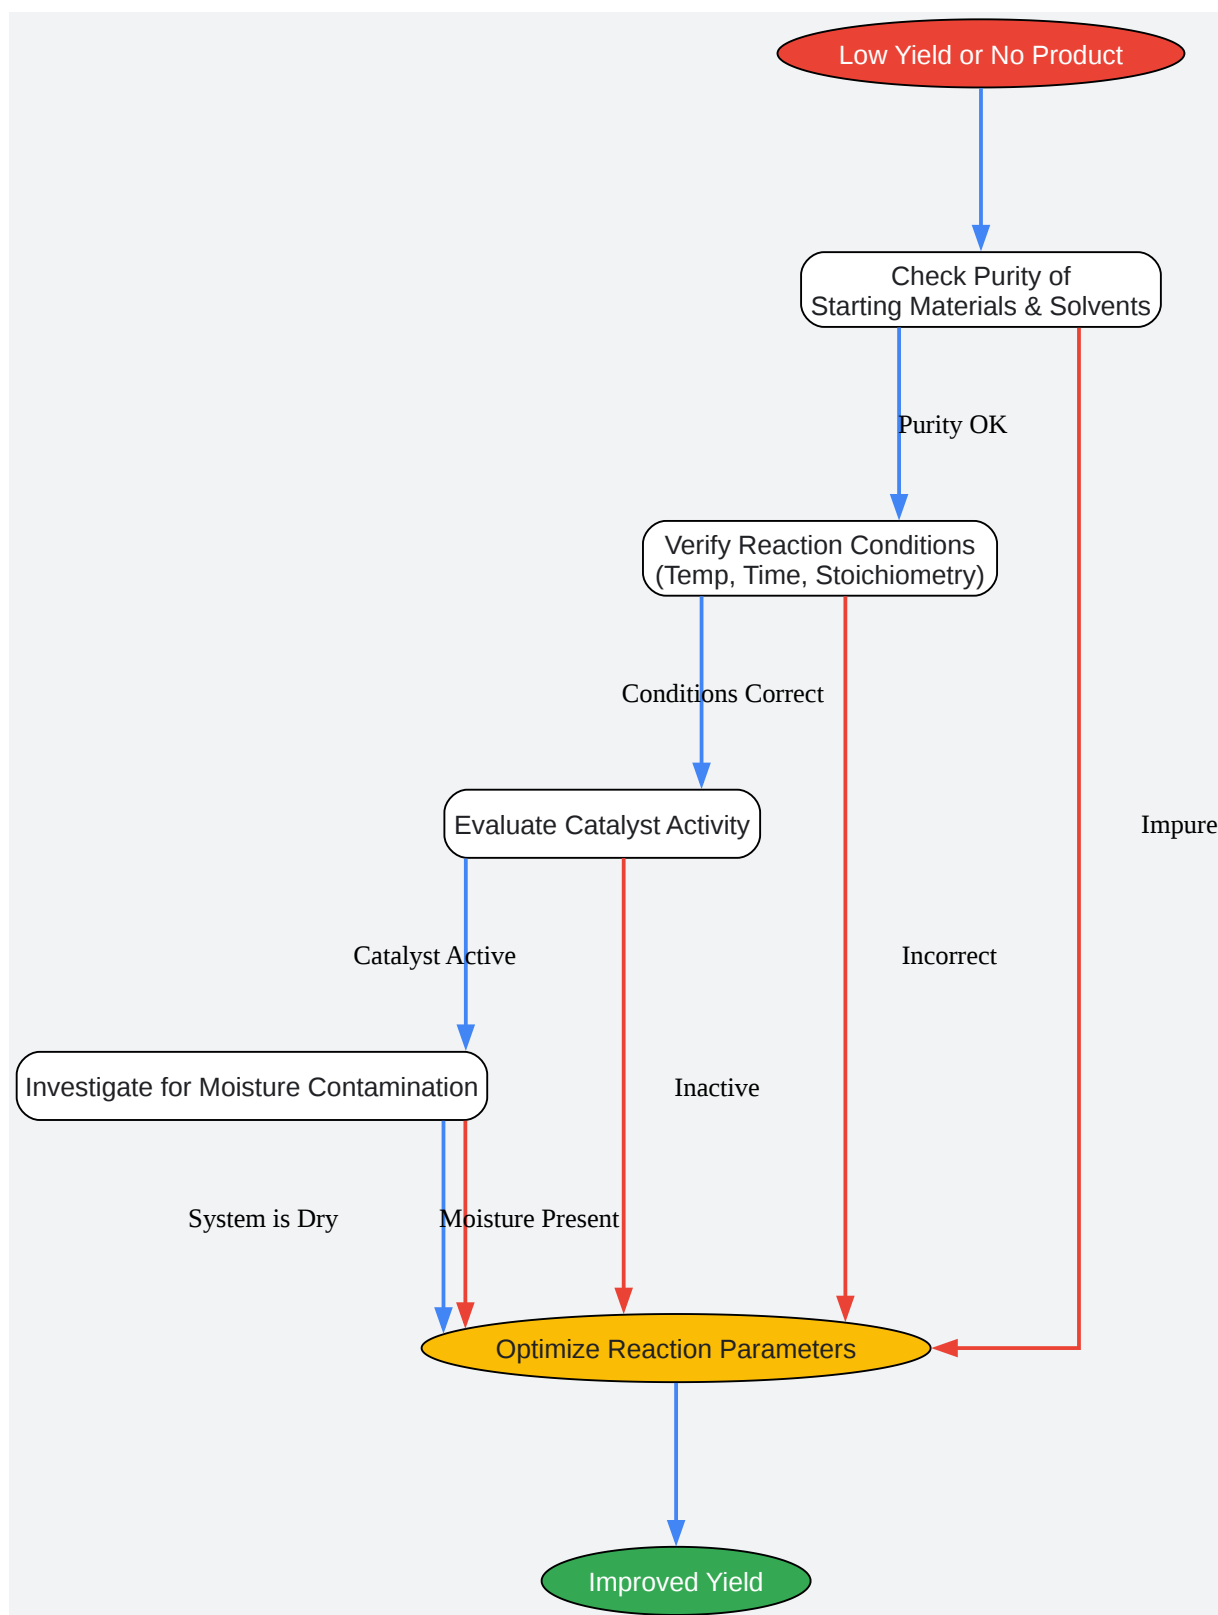 Low Yield or No Product
Check Purity of
Starting Materials & Solvents
Purity OK
Verify Reaction Conditions
(Temp, Time, Stoichiometry)
Conditions Correct
Evaluate Catalyst Activity
Impure
Catalyst Active
Incorrect
Investigate for Moisture Contamination
Inactive
System is Dry
Moisture Present
Optimize Reaction Parameters
Improved Yield